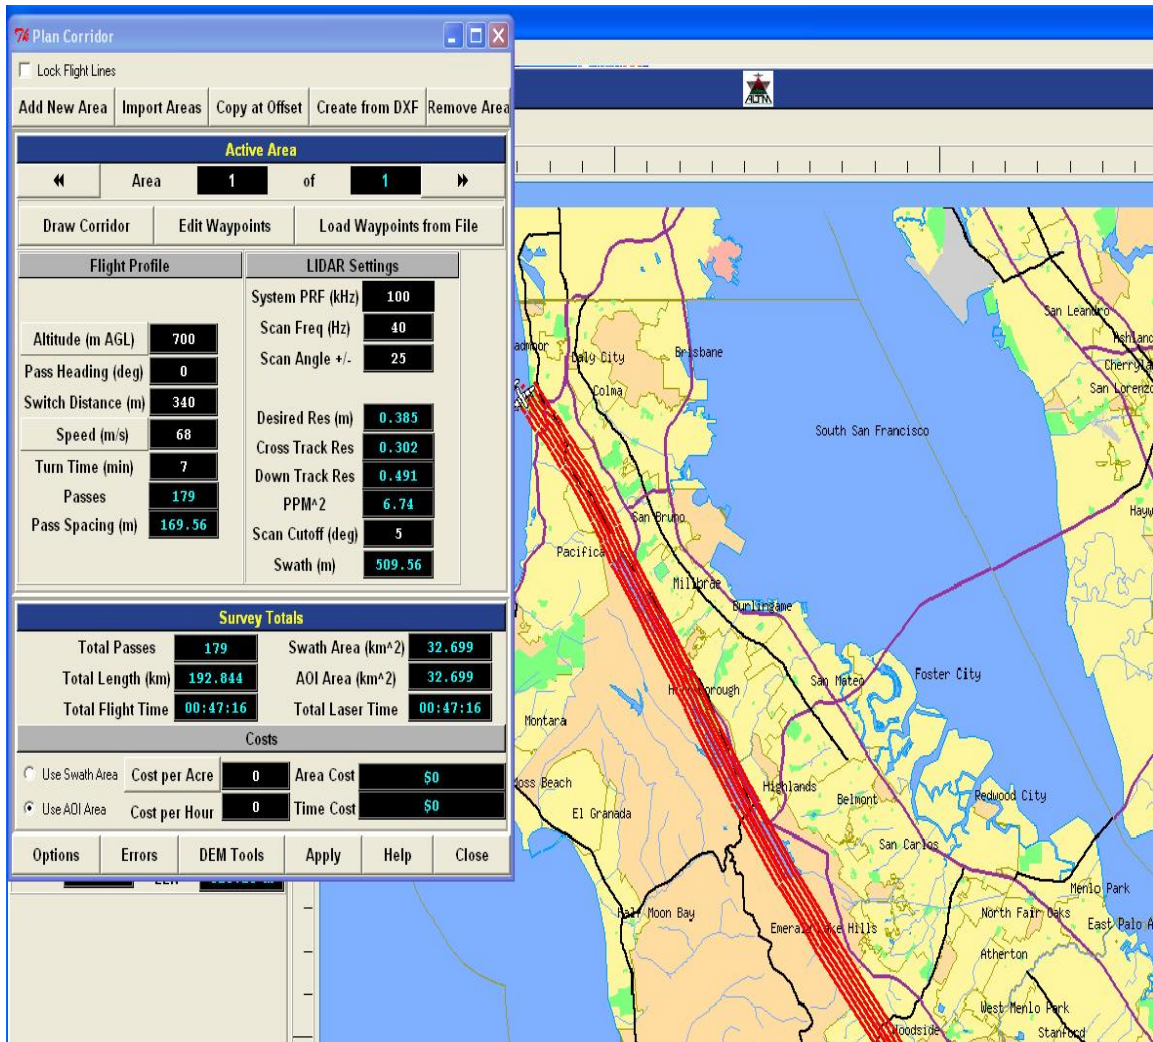 Plan Corridor
Lock Flight Lines
Add New Area Import Areas Copy at Offset Create from DXF Remove Area
Active Area
Area 1 of 1
Draw Corridor Edit Waypoints Load Waypoints from File
Flight Profile
Altitude (m AGL) 700
Pass Heading (deg) 0
Switch Distance (m) 340
Speed (m/s) 68
Turn Time (min) 7
Passes 179
Pass Spacing (m) 169.56
LIDAR Settings
System PRF (kHz) 100
Scan Freq (Hz) 40
Scan Angle +/- 25
Desired Res (m) 0.385
Cross Track Res 0.302
Down Track Res 0.491
PPM^2 6.74
Scan Cutoff (deg) 5
Swath (m) 509.56
Survey Totals
Total Passes 179 Swath Area (km^2) 32.699
Total Length (km) 192.844 AOI Area (km^2) 32.699
Total Flight Time 00:47:16 Total Laser Time 00:47:16
Costs
Use Swath Area Cost per Acre 0 Area Cost $0
Use AOI Area Cost per Hour 0 Time Cost $0
Options Errors DEM Tools Apply Help Close
ALTM
San Leandro
Ashland
Daly City
Brisbane
Cherryla
Colma
San Lorenzo
South San Francisco
San Bruno
Hayw
Pacifica
Millbrae
Burlingame
Foster City
San Mateo
Montara
Moss Beach
Highlands
Belmont
Redwood City
El Granada
San Carlos
Menlo Park
Half Moon Bay
North Fair Oaks
East Palo A
Emerald Lake Hills
Atherton
West Menlo Park
Woodside
Stanford